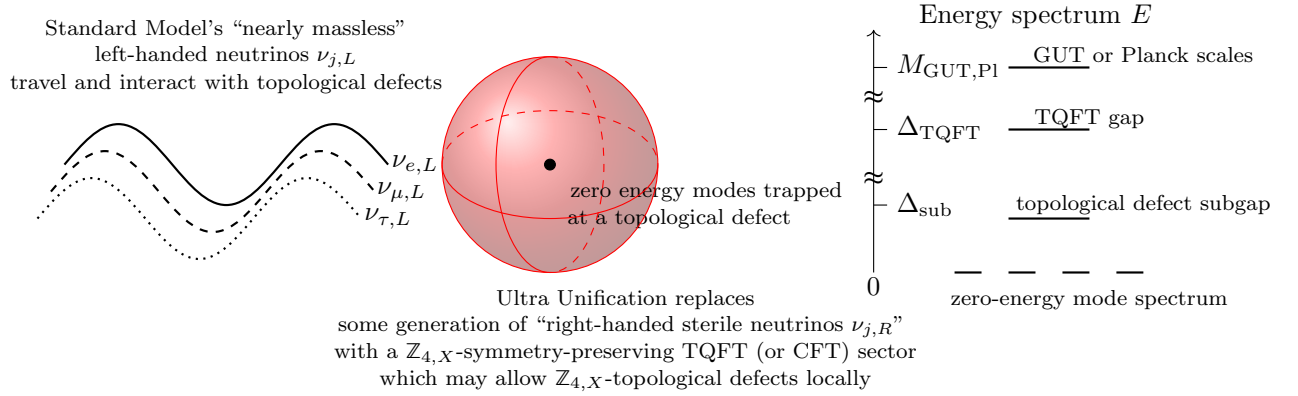 Standard Model's “nearly massless”
left-handed neutrinos ν_{j,L}
travel and interact with topological defects
ν_{e,L}
ν_{μ,L}
ν_{τ,L}
zero energy modes trapped
at a topological defect
Ultra Unification replaces
some generation of “right-handed sterile neutrinos ν_{j,R}”
with a ℤ_{4,X}-symmetry-preserving TQFT (or CFT) sector
which may allow ℤ_{4,X}-topological defects locally
Energy spectrum E
M_{GUT,Pl}
GUT or Planck scales
Δ_{TQFT}
TQFT gap
Δ_{sub}
topological defect subgap
0
zero-energy mode spectrum